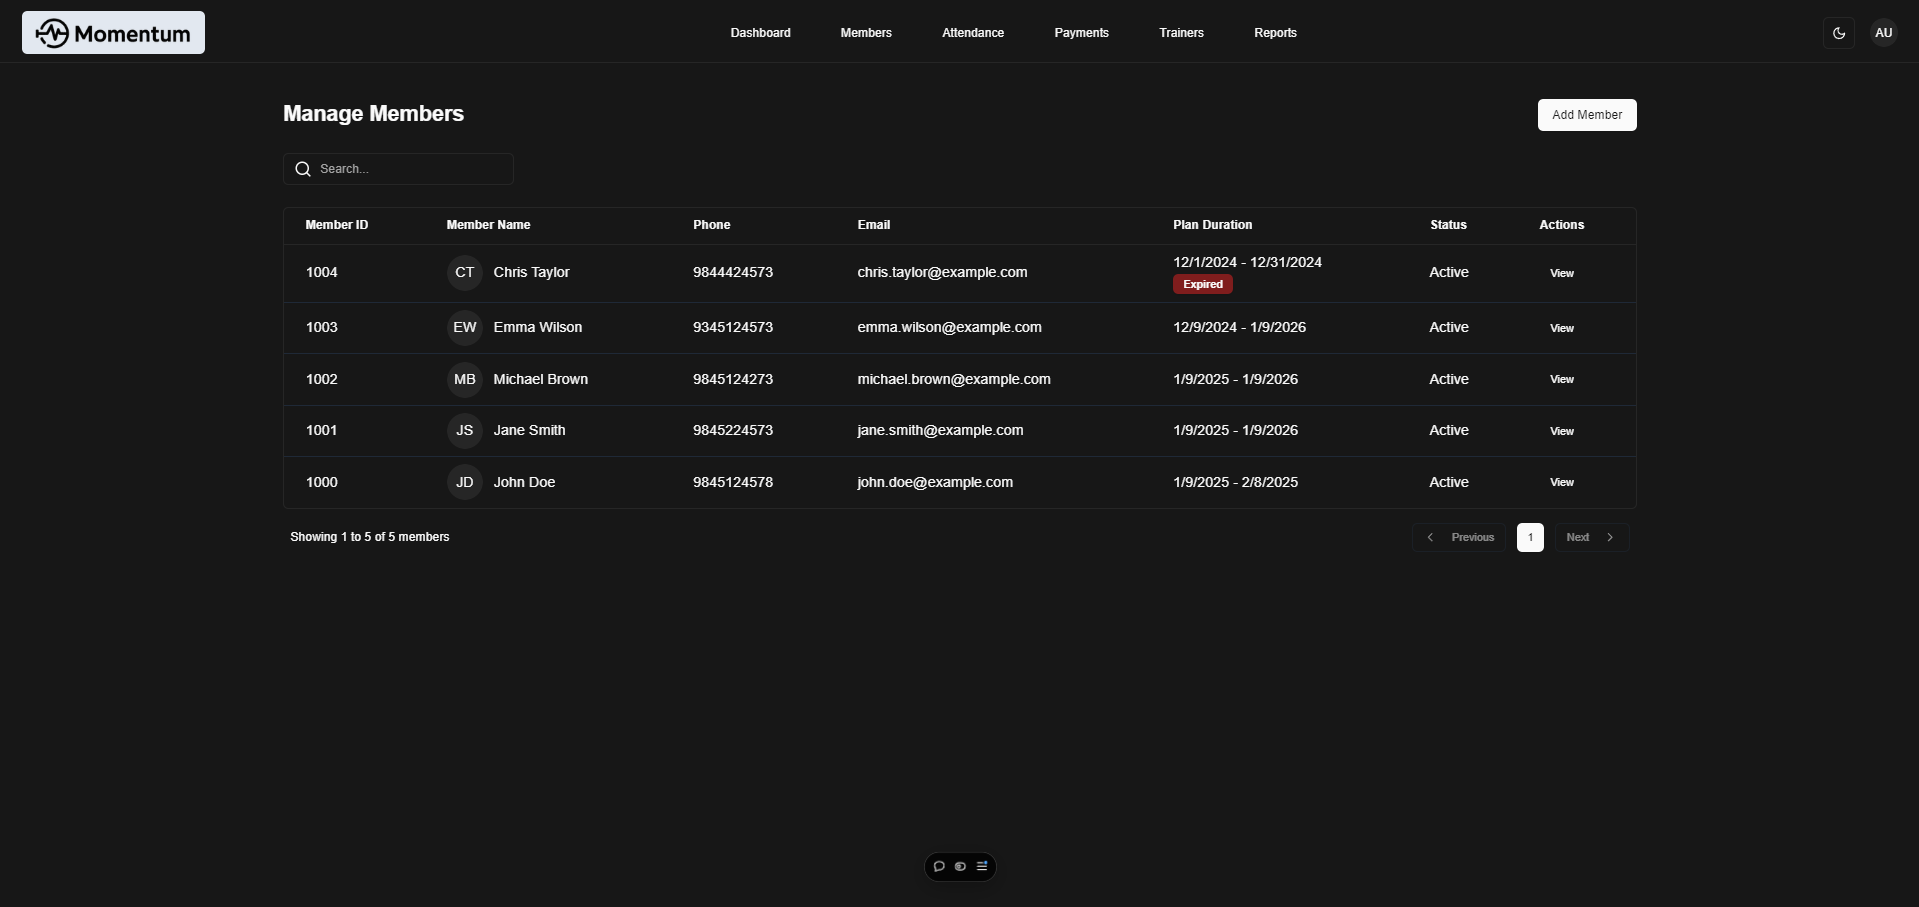 Momentum Dashboard Members Attendance Payments Trainers Reports AU
Manage Members Add Member
Search...
Member ID Member Name Phone Email Plan Duration Status Actions
1004 CT Chris Taylor 9844424573 chris.taylor@example.com 12/1/2024 - 12/31/2024 Active View
Expired
1003 EW Emma Wilson 9345124573 emma.wilson@example.com 12/9/2024 - 1/9/2026 Active View
1002 MB Michael Brown 9845124273 michael.brown@example.com 1/9/2025 - 1/9/2026 Active View
1001 JS Jane Smith 9845224573 jane.smith@example.com 1/9/2025 - 1/9/2026 Active View
1000 JD John Doe 9845124578 john.doe@example.com 1/9/2025 - 2/8/2025 Active View
Showing 1 to 5 of 5 members Previous 1 Next